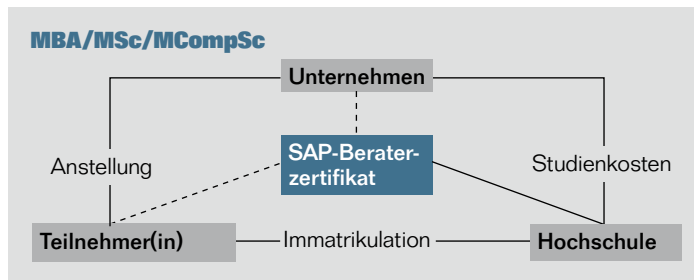 MBA/MSc/MCompSc
Unternehmen
SAP-Berater-
zertifikat
Anstellung
Studienkosten
Teilnehmer(in)
Immatrikulation
Hochschule